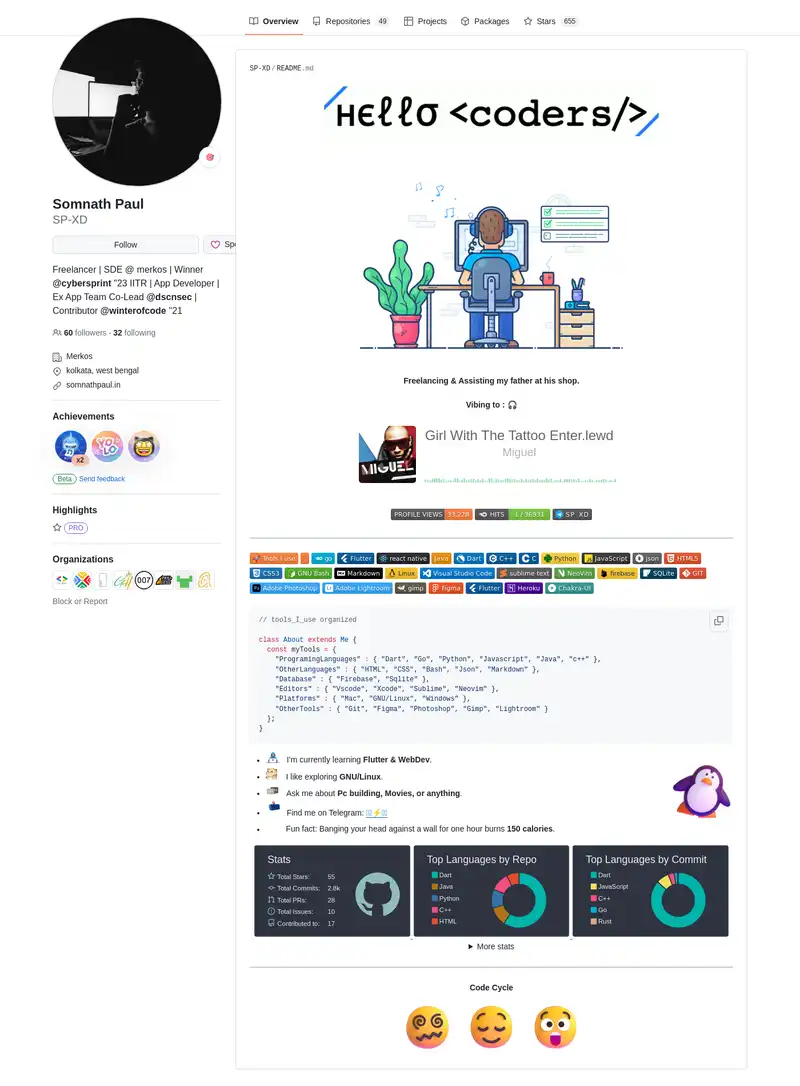 Overview
Repositories 49
Projects
Packages
Stars 655
Somnath Paul
SP-XD
Follow
Freelancer | SDE @ merkos | Winner
@cybersprint "23 IITR | App Developer |
Ex App Team Co-Lead @dscnsec |
Contributor @winterofcode "21
60 followers · 32 following
Merkos
kolkata, west bengal
somnathpaul.in
Achievements
YOLO
x2
Beta Send feedback
Highlights
PRO
Organizations
007
Block or Report
SP-XD / README.md
нєℓℓσ <coders/>
Freelancing & Assisting my father at his shop.
Vibing to : 🎧
MIGUEL
Girl With The Tattoo Enter.lewd
Miguel
PROFILE VIEWS 33,228
HITS 1 / 36931
SP XD
Tools I use go Flutter react native Java Dart C++ C Python JavaScript json HTML5
CSS3 GNU Bash Markdown Linux Visual Studio Code sublime-text NeoVim firebase SQLite GIT
Adobe Photoshop Adobe Lightroom gimp Figma Flutter Heroku Chakra-UI
// tools_I_use organized
class About extends Me {
const myTools = {
"ProgramingLanguages" : { "Dart", "Go", "Python", "Javascript", "Java", "c++" },
"OtherLanguages" : { "HTML", "CSS", "Bash", "Json", "Markdown" },
"Database" : { "Firebase", "Sqlite" },
"Editors" : { "Vscode", "Xcode", "Sublime", "Neovim" },
"Platforms" : { "Mac", "GNU/Linux", "Windows" },
"OtherTools" : { "Git", "Figma", "Photoshop", "Gimp", "Lightroom" }
};
}
I'm currently learning Flutter & WebDev.
I like exploring GNU/Linux.
Ask me about Pc building, Movies, or anything.
Find me on Telegram: ⚡
Fun fact: Banging your head against a wall for one hour burns 150 calories.
Stats
Total Stars: 55
Total Commits: 2.8k
Total PRs: 28
Total Issues: 10
Contributed to: 17
Top Languages by Repo
Dart
Java
Python
C++
HTML
Top Languages by Commit
Dart
JavaScript
C++
Go
Rust
▶ More stats
Code Cycle